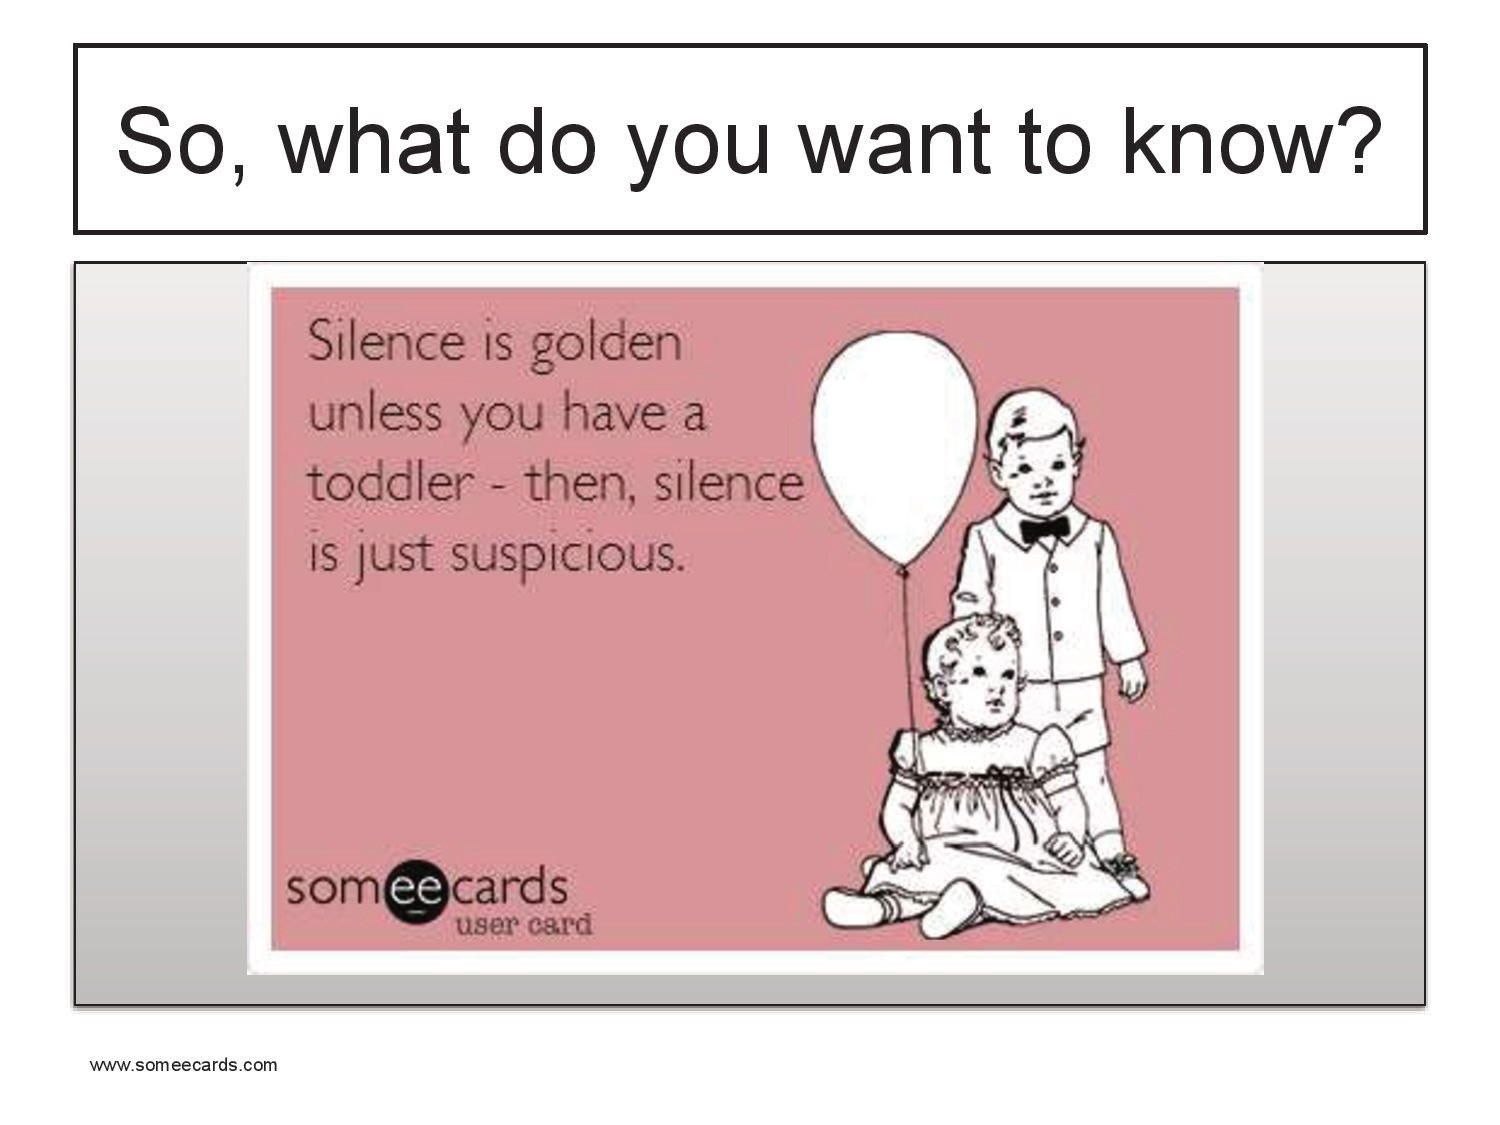 So, what do you want to know?
Silence is golden
unless you have a
toddler - then, silence
is just suspicious.
someecards
user card
www.someecards.com